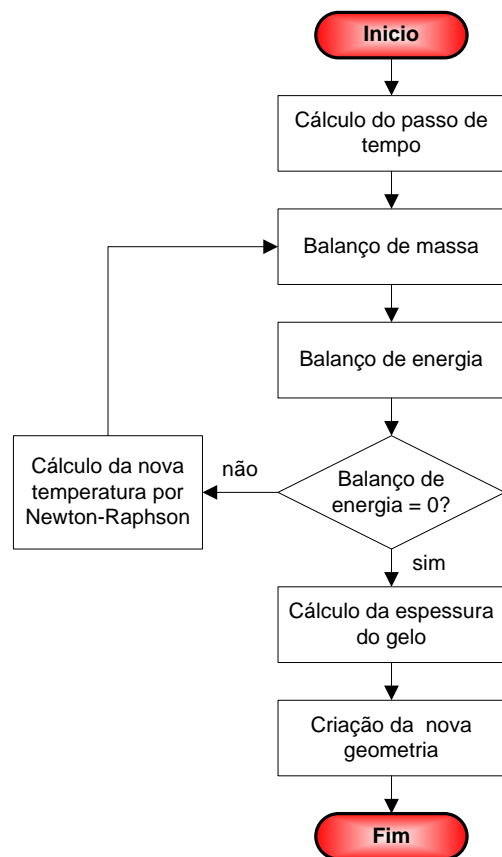 Inicio
Cálculo do passo de
tempo
Balanço de massa
Balanço de energia
Balanço de
energia = 0?
não
Cálculo da nova
temperatura por
Newton-Raphson
sim
Cálculo da espessura
do gelo
Criação da nova
geometria
Fim